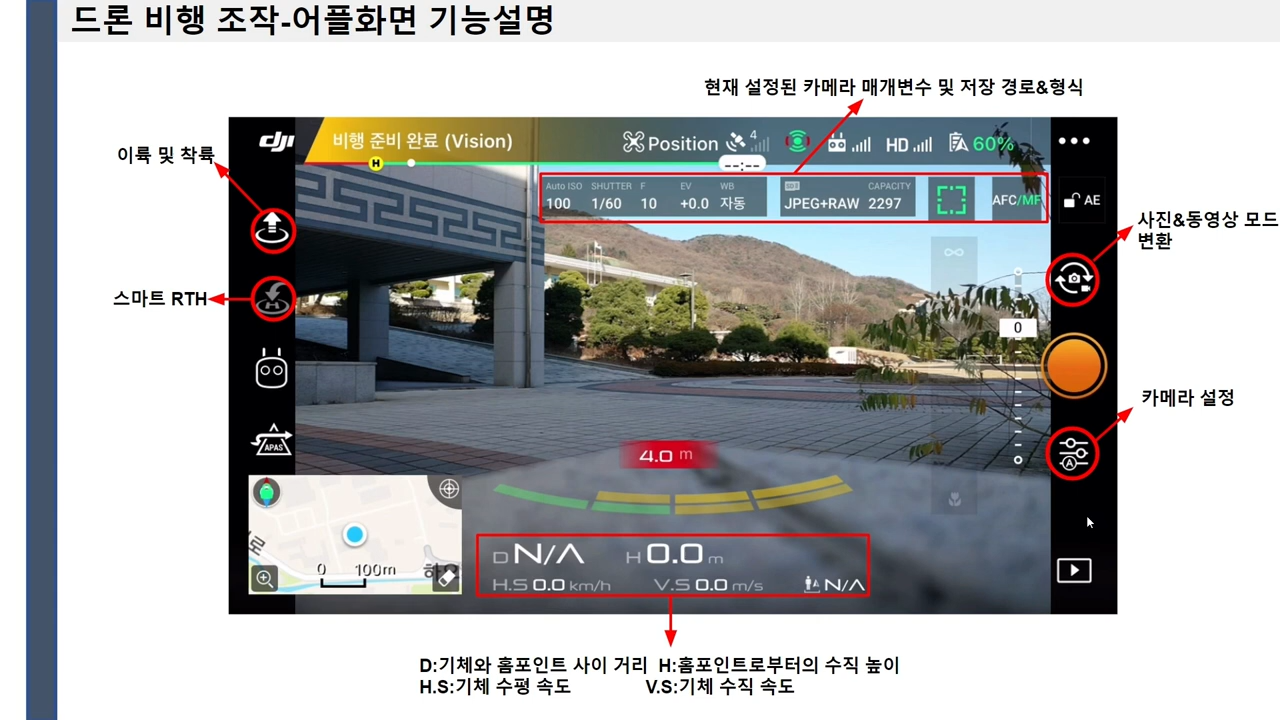 드론 비행 조작-어플화면 기능설명
현재 설정된 카메라 매개변수 및 저장 경로&형식
이륙 및 착륙
dji
비행 준비 완료 (Vision)
Position
4
HD
60%
H
--:--
Auto ISO SHUTTER F EV WB
100 1/60 10 +0.0 자동
CAPACITY
JPEG+RAW 2297
AFC/MF
AE
사진&동영상 모드
변환
스마트 RTH
0
카메라 설정
A
APAS
4.0 m
0 100m
로
D N/A H 0.0 m
H.S 0.0 km/h V.S 0.0 m/s N/A
D:기체와 홈포인트 사이 거리 H:홈포인트로부터의 수직 높이
H.S:기체 수평 속도 V.S:기체 수직 속도